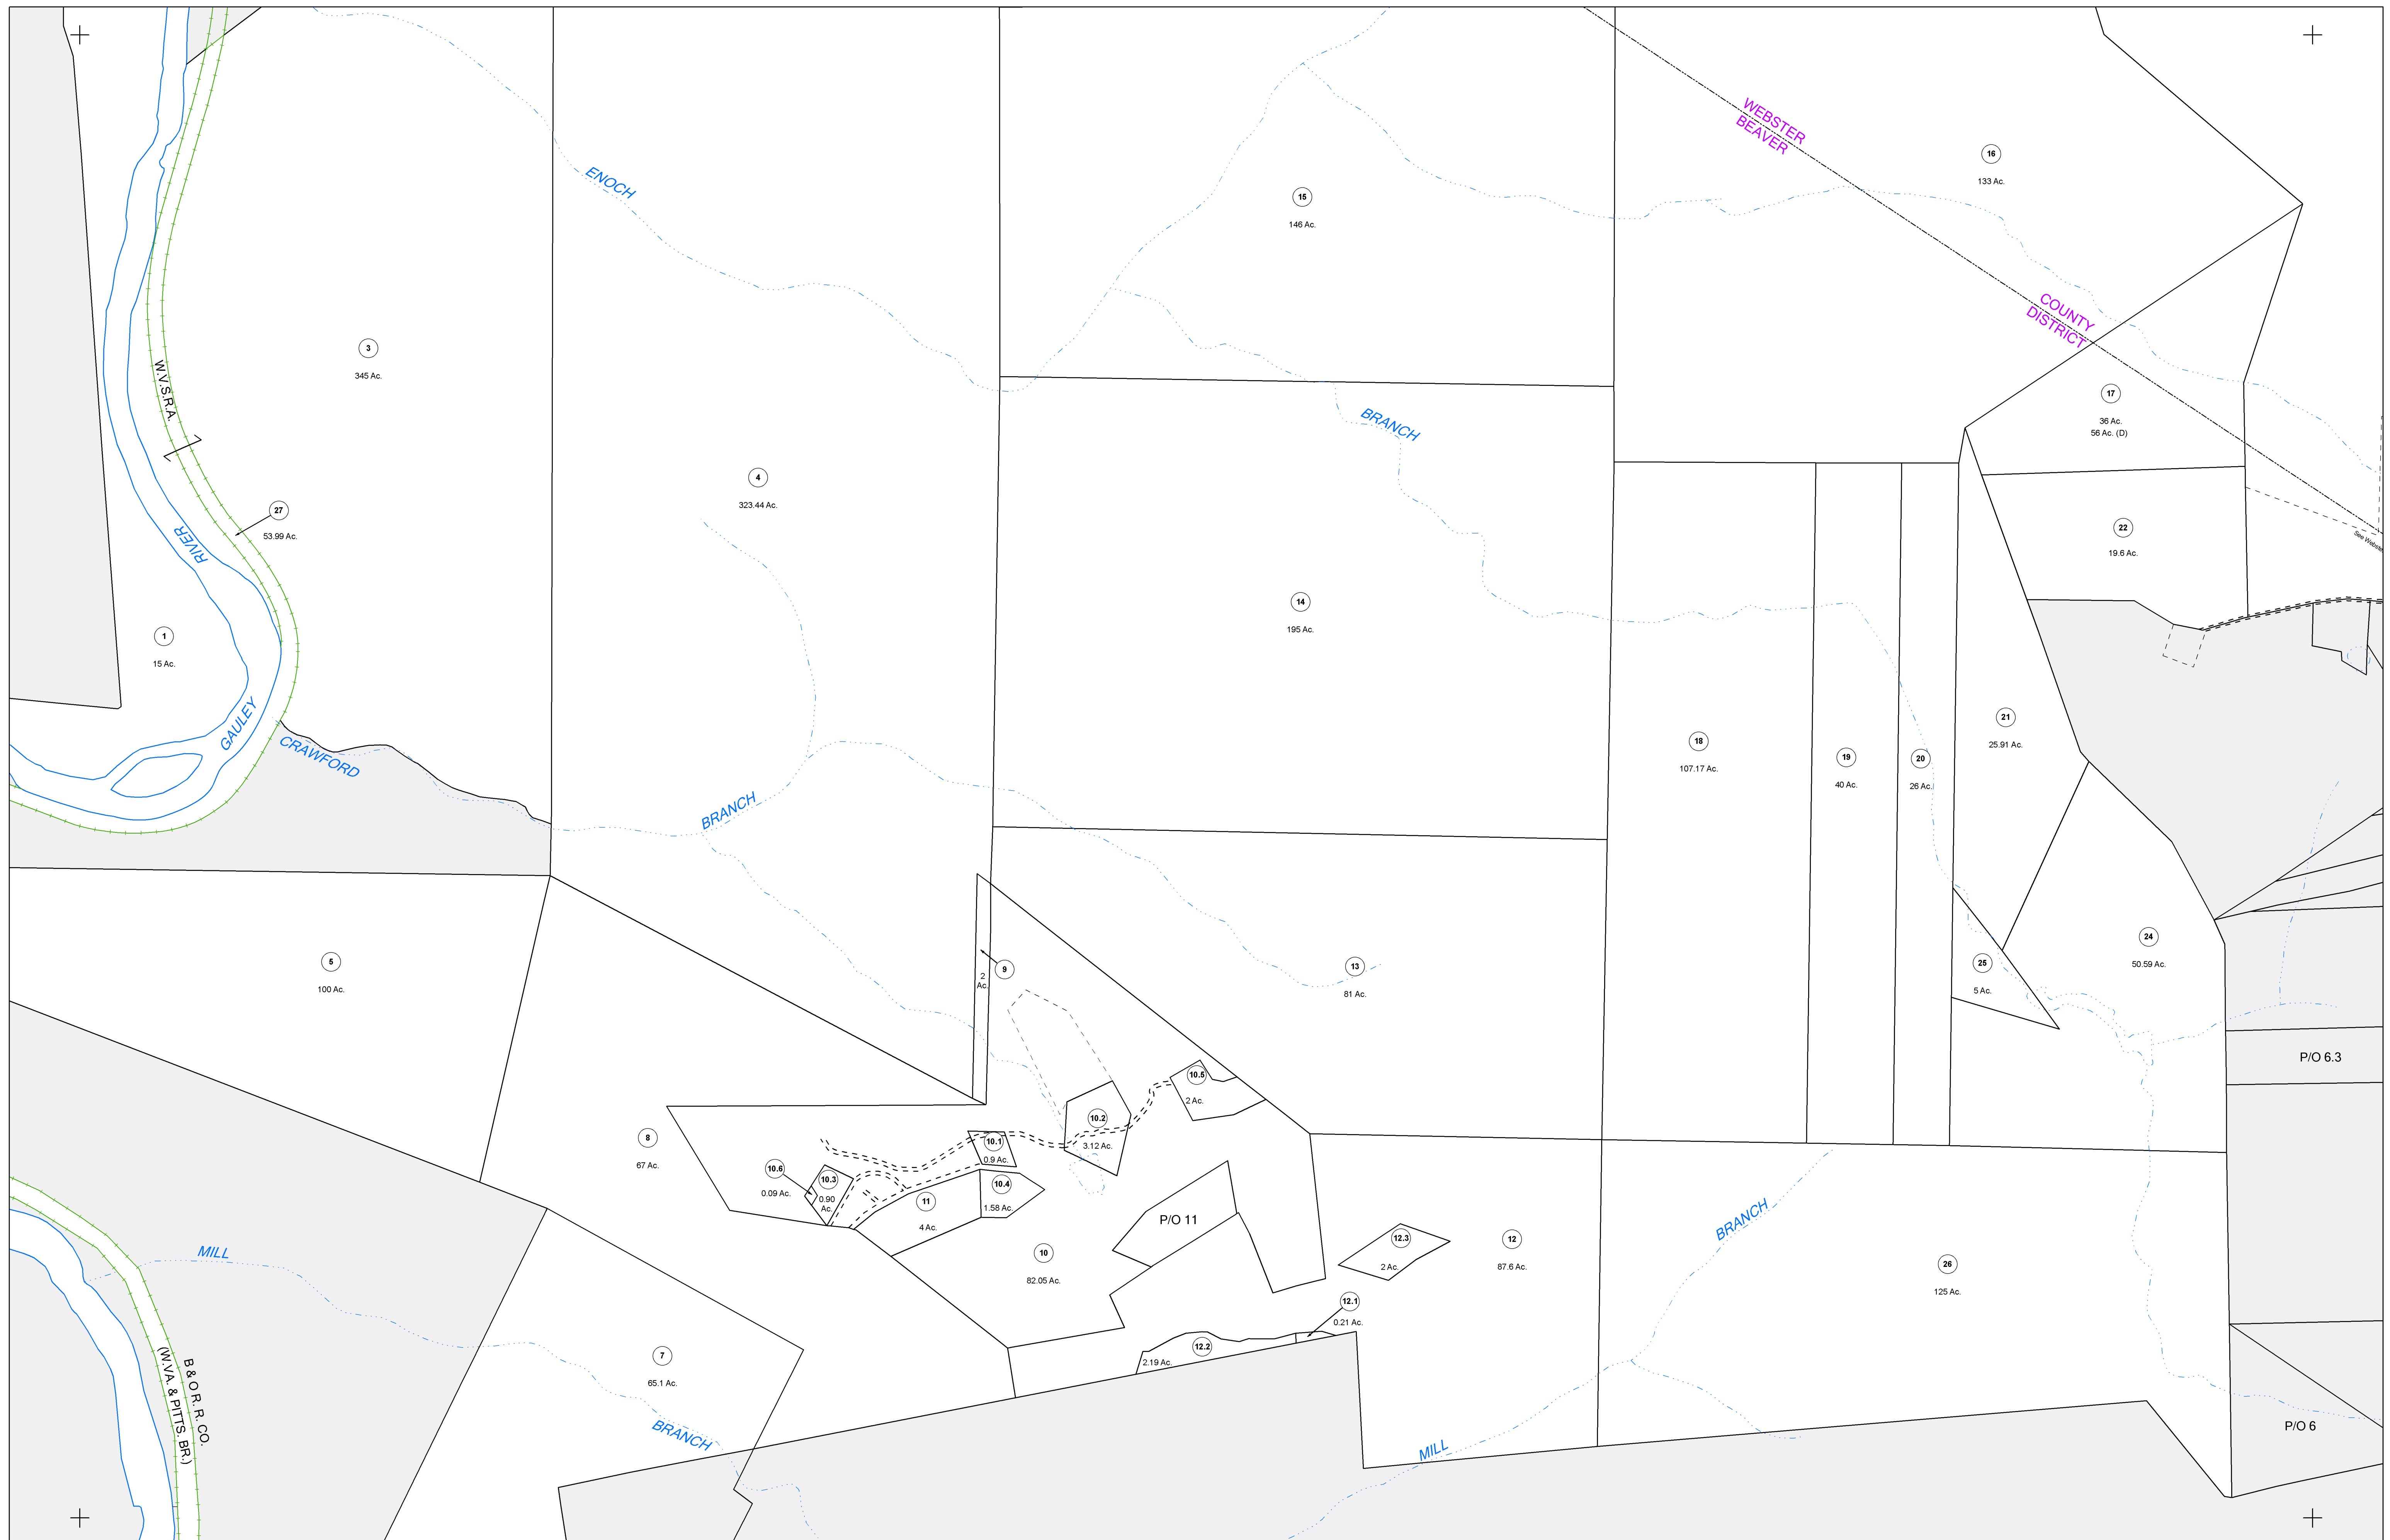 WEBSTER
BEAVER
16
133 Ac.
ENOCH
15
146 Ac.
COUNTY
DISTRICT
3
345 Ac.
W.V.S.R.A.
17
36 Ac.
56 Ac. (D)
BRANCH
4
323.44 Ac.
27
53.99 Ac.
RIVER
22
19.6 Ac.
See Webste
14
195 Ac.
1
15 Ac.
GAULEY
CRAWFORD
21
25.91 Ac.
18
107.17 Ac.
19
40 Ac.
20
26 Ac.
BRANCH
24
50.59 Ac.
5
100 Ac.
9
2
Ac.
13
81 Ac.
25
5 Ac.
P/O 6.3
10.5
2 Ac.
10.2
3.12 Ac.
8
67 Ac.
10.1
0.9 Ac.
10.6
0.09 Ac.
10.3
0.90
Ac.
10.4
1.58 Ac.
11
4 Ac.
P/O 11
BRANCH
10
82.05 Ac.
12.3
2 Ac.
12
87.6 Ac.
MILL
26
125 Ac.
12.1
0.21 Ac.
12.2
2.19 Ac.
7
65.1 Ac.
B & O R. R. CO.
(W.VA. & PITTS. BR.)
BRANCH
MILL
P/O 6